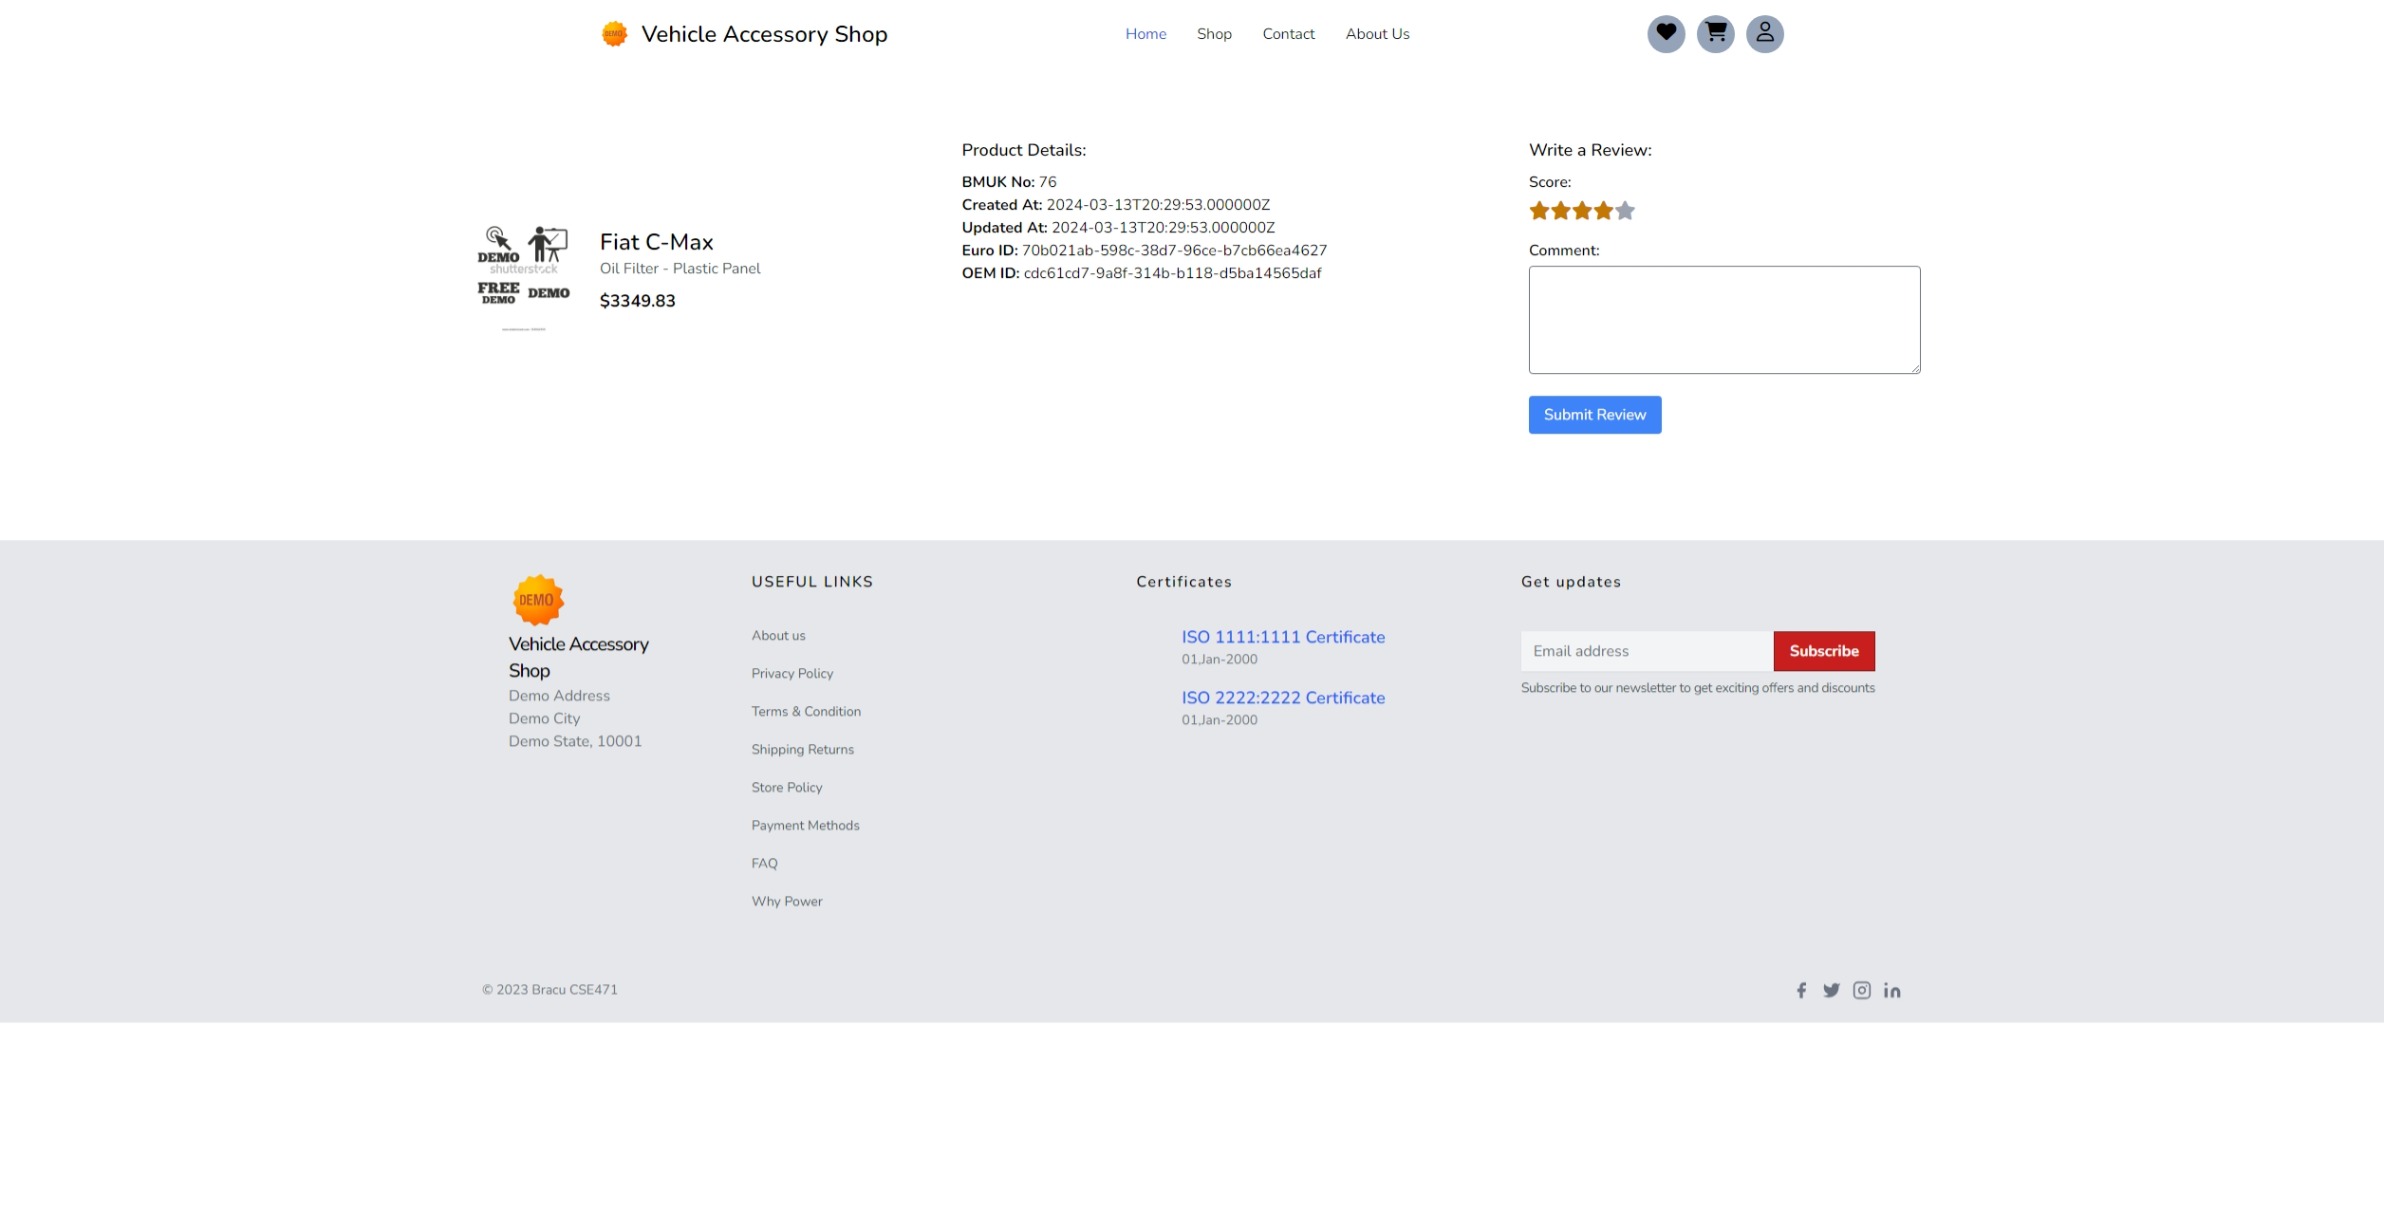 DEMO
Vehicle Accessory Shop
Home
Shop
Contact
About Us
DEMO
shutterstock
FREE
DEMO
DEMO
Fiat C-Max
Oil Filter - Plastic Panel
$3349.83
Product Details:
BMUK No: 76
Created At: 2024-03-13T20:29:53.000000Z
Updated At: 2024-03-13T20:29:53.000000Z
Euro ID: 70b021ab-598c-38d7-96ce-b7cb66ea4627
OEM ID: cdc61cd7-9a8f-314b-b118-d5ba14565daf
Write a Review:
Score:
Comment:
Submit Review
DEMO
Vehicle Accessory
Shop
Demo Address
Demo City
Demo State, 10001
USEFUL LINKS
About us
Privacy Policy
Terms & Condition
Shipping Returns
Store Policy
Payment Methods
FAQ
Why Power
Certificates
ISO 1111:1111 Certificate
01,Jan-2000
ISO 2222:2222 Certificate
01,Jan-2000
Get updates
Email address
Subscribe
Subscribe to our newsletter to get exciting offers and discounts
© 2023 Bracu CSE471